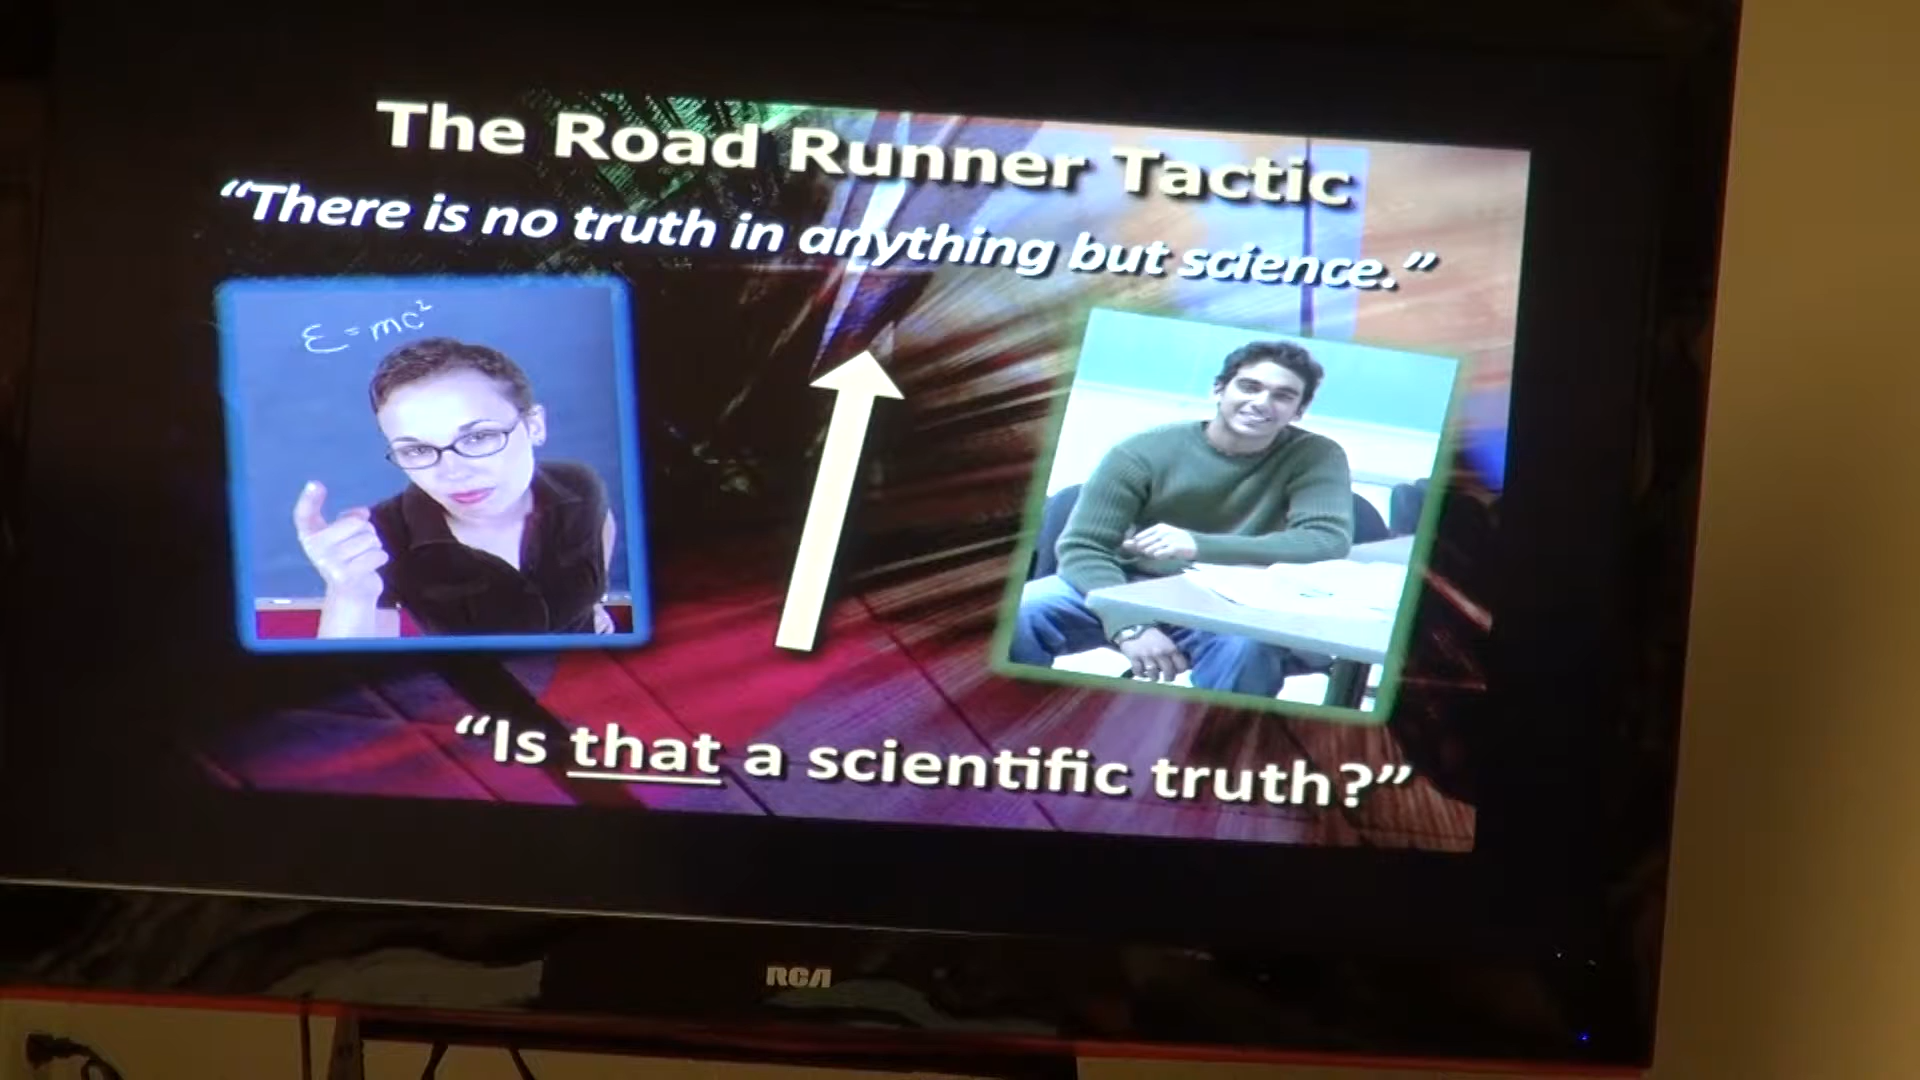 The Road Runner Tactic
“There is no truth in anything but science.”
E=mc²
“Is that a scientific truth?”
RCA